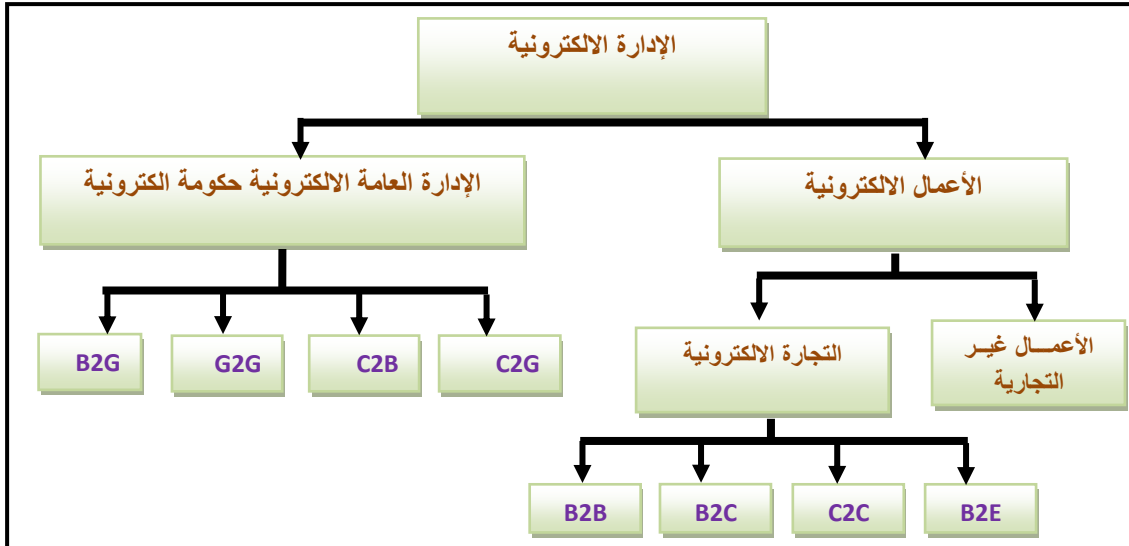 الإدارة الالكترونية
الأعمال الالكترونية
الإدارة العامة الالكترونية حكومة الكترونية
الأعمـــال غيــر
التجارية
التجارة الالكترونية
C2G
C2B
G2G
B2G
B2E
C2C
B2C
B2B